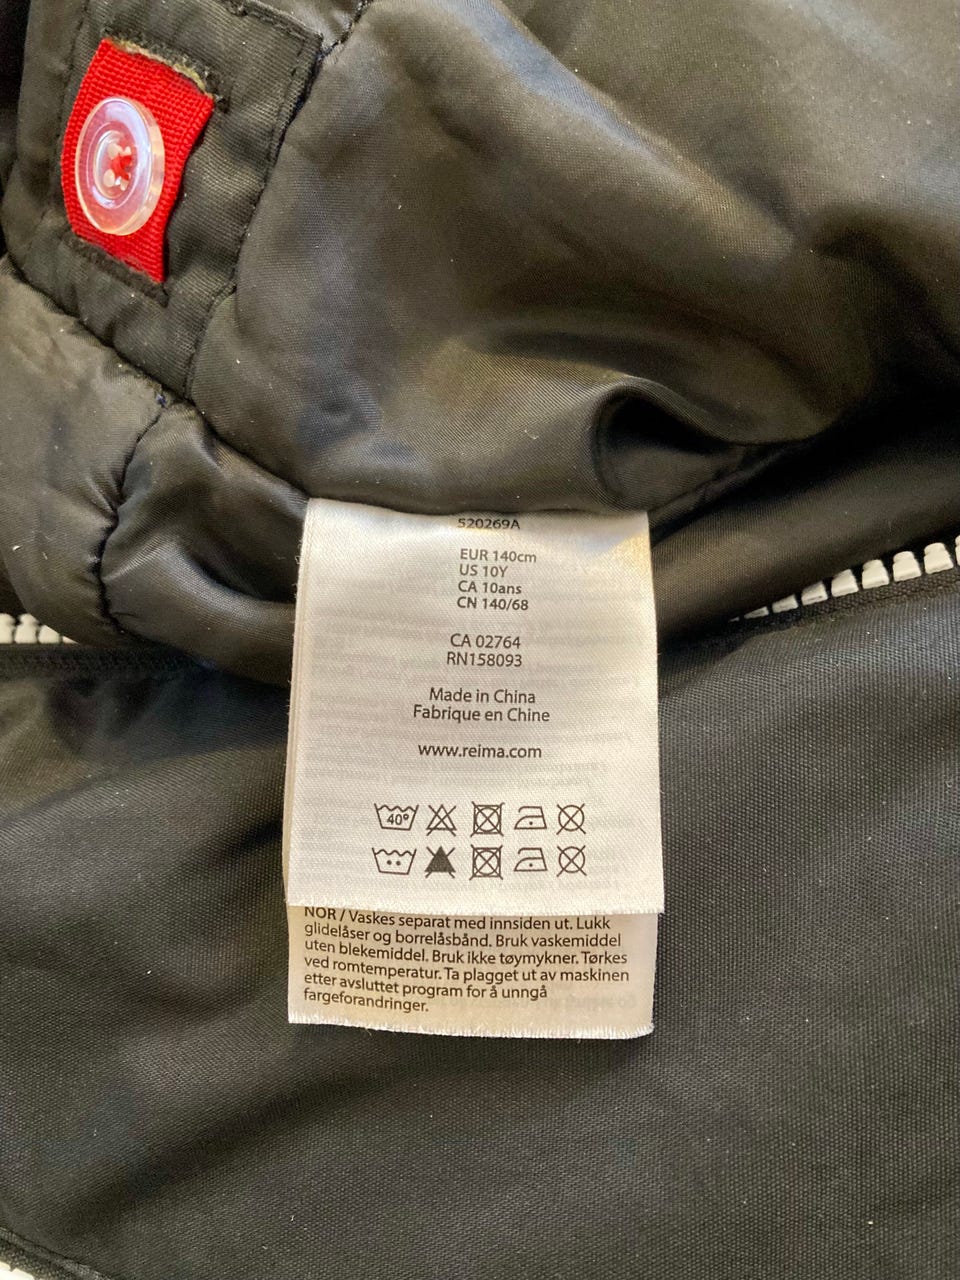 520269A
EUR 140cm
US 10Y
CA 10ans
CN 140/68
CA 02764
RN158093
Made in China
Fabrique en Chine
www.reima.com
40°
NOR / Vaskes separat med innsiden ut. Lukk
glidelåser og borrelåsbånd. Bruk vaskemiddel
uten blekemiddel. Bruk ikke tøymykner. Tørkes
ved romtemperatur. Ta plagget ut av maskinen
etter avsluttet program for å unngå
fargeforandringer.